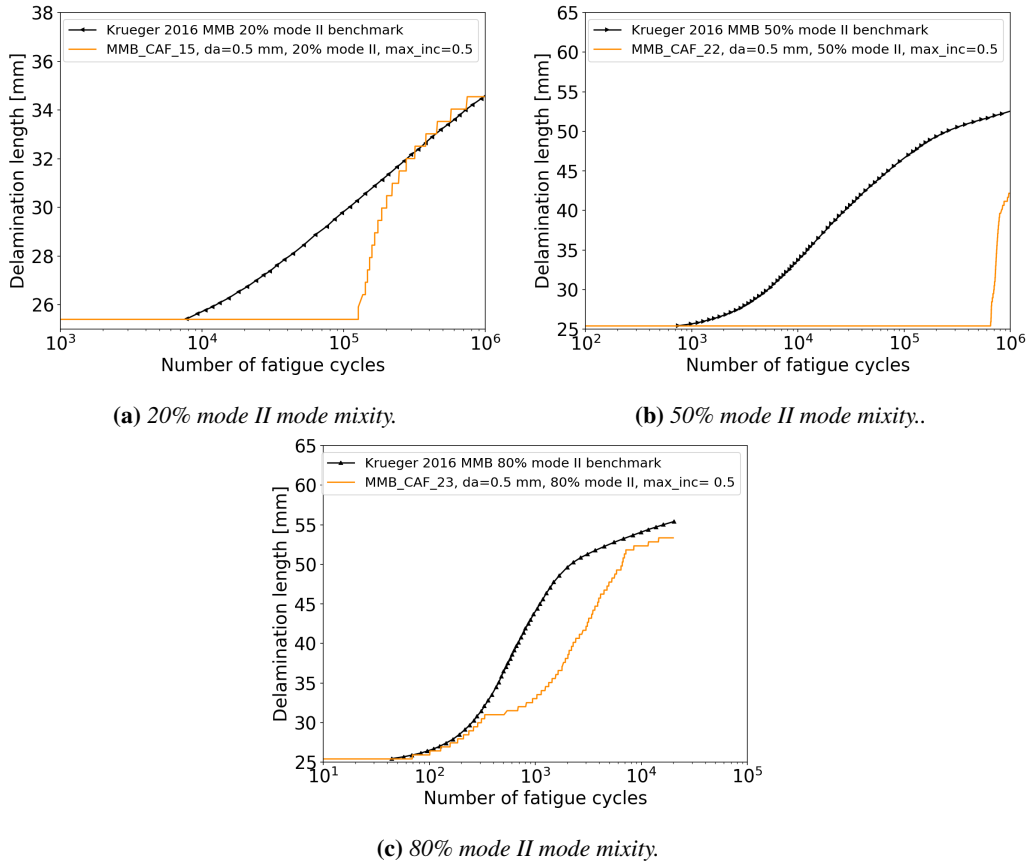 Krueger 2016 MMB 20% mode II benchmark
MMB_CAF_15, da=0.5 mm, 20% mode II, max_inc=0.5
Delamination length [mm]
38
36
34
32
30
28
26
10^3
10^4
10^5
10^6
Number of fatigue cycles
(a) 20% mode II mode mixity.
Krueger 2016 MMB 50% mode II benchmark
MMB_CAF_22, da=0.5 mm, 50% mode II, max_inc=0.5
Delamination length [mm]
65
60
55
50
45
40
35
30
25
10^2
10^3
10^4
10^5
10^6
Number of fatigue cycles
(b) 50% mode II mode mixity..
Krueger 2016 MMB 80% mode II benchmark
MMB_CAF_23, da=0.5 mm, 80% mode II, max_inc= 0.5
Delamination length [mm]
65
60
55
50
45
40
35
30
25
10^1
10^2
10^3
10^4
10^5
Number of fatigue cycles
(c) 80% mode II mode mixity.